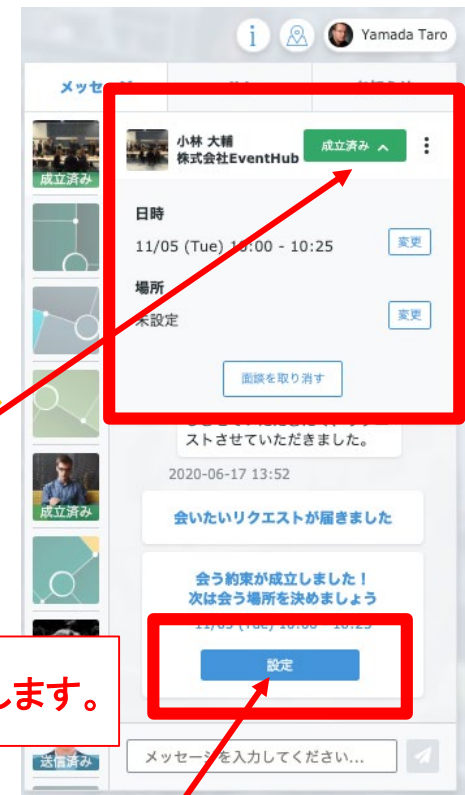 Yamada Taro
メッセ
小林 大輔
株式会社EventHub
成立済み
成立済み
日時
11/05 (Tue) 10:00 - 10:25
変更
場所
未設定
変更
面談を取り消す
ストさせていただきました。
2020-06-17 13:52
成立済み
会いたいリクエストが届きました
会う約束が成立しました！
次は会う場所を決めましょう
11/05 (Tue) 10:00 - 10:25
設定
します。
送信済み
メッセージを入力してください...